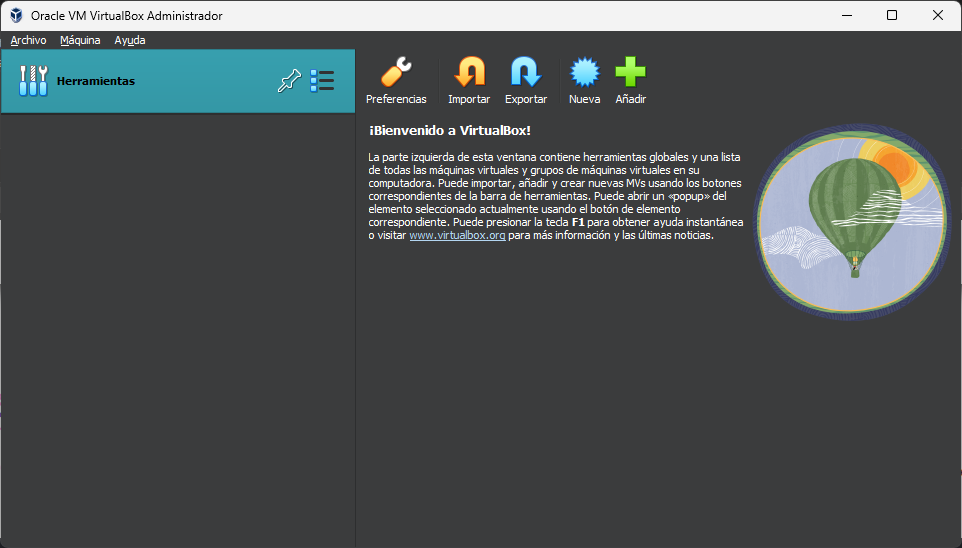 Oracle VM VirtualBox Administrador
Archivo Máquina Ayuda
Herramientas
Preferencias Importar Exportar Nueva Añadir
¡Bienvenido a VirtualBox!
La parte izquierda de esta ventana contiene herramientas globales y una lista
de todas las máquinas virtuales y grupos de máquinas virtuales en su
computadora. Puede importar, añadir y crear nuevas MVs usando los botones
correspondientes de la barra de herramientas. Puede abrir un «popup» del
elemento seleccionado actualmente usando el botón de elemento
correspondiente. Puede presionar la tecla F1 para obtener ayuda instantánea
o visitar www.virtualbox.org para más información y las últimas noticias.